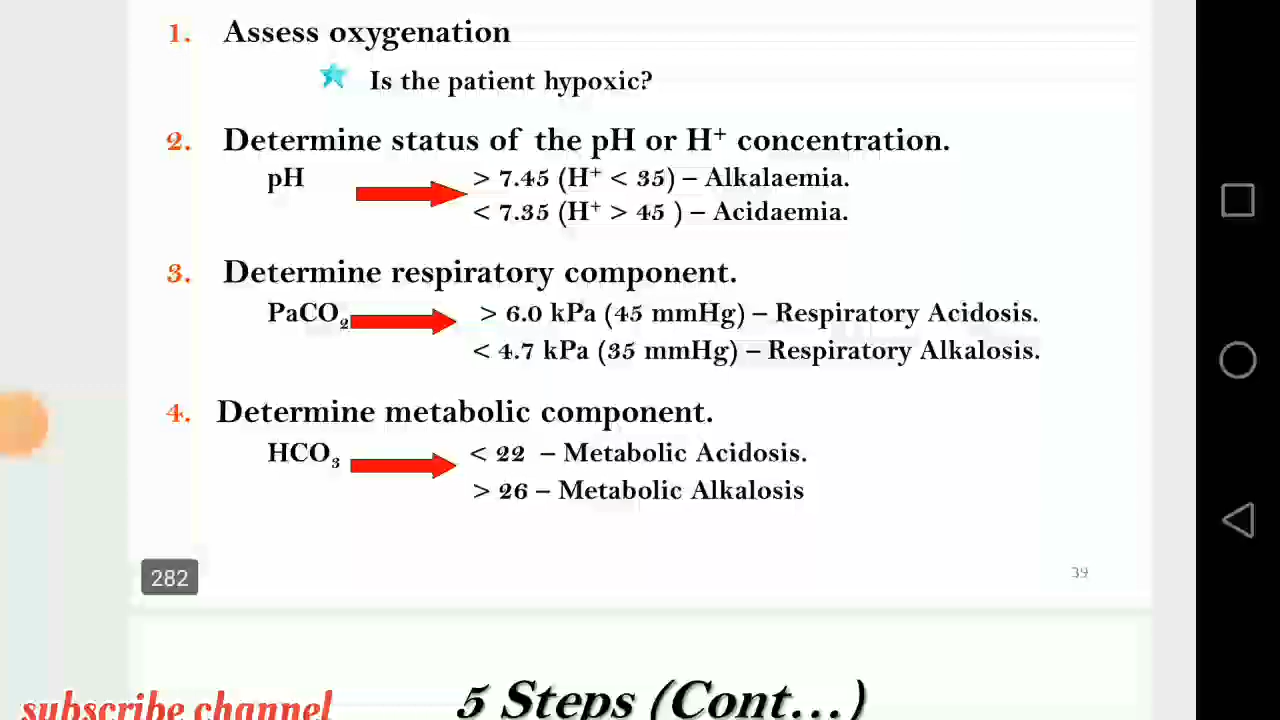 1. Assess oxygenation
Is the patient hypoxic?
2. Determine status of the pH or H⁺ concentration.
pH > 7.45 (H⁺ < 35) – Alkalaemia.
< 7.35 (H⁺ > 45 ) – Acidaemia.
3. Determine respiratory component.
PaCO₂ > 6.0 kPa (45 mmHg) – Respiratory Acidosis.
< 4.7 kPa (35 mmHg) – Respiratory Alkalosis.
4. Determine metabolic component.
HCO₃ < 22 – Metabolic Acidosis.
> 26 – Metabolic Alkalosis
282
39
5 Steps (Cont...)
subscribe channel